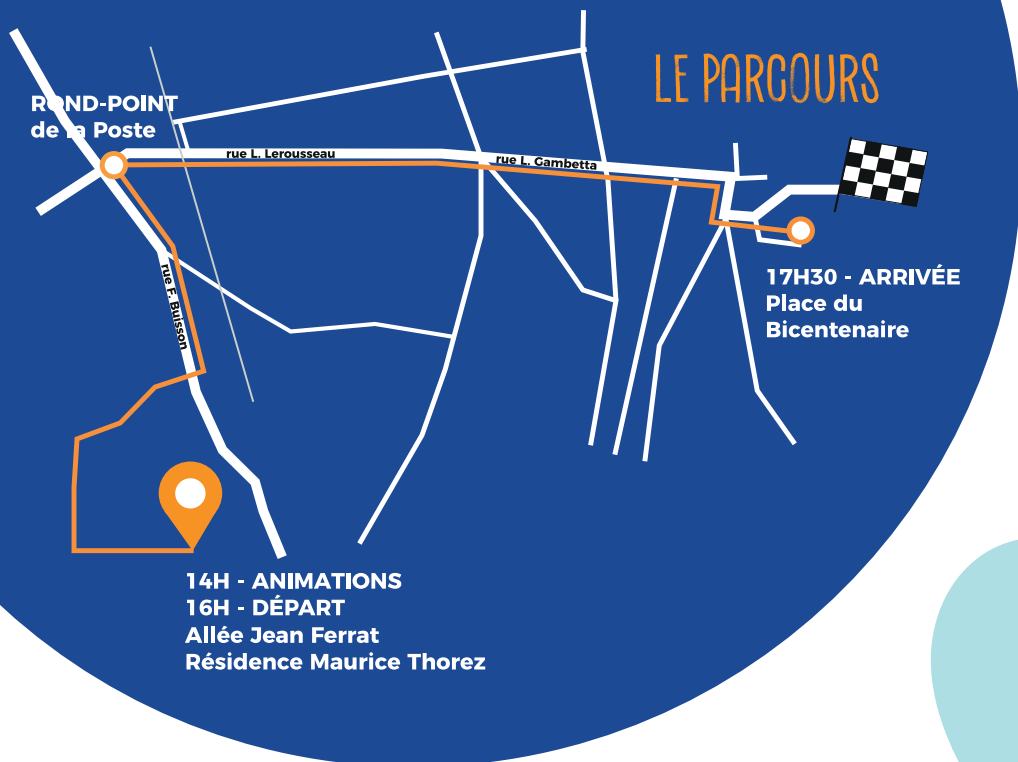 LE PARCOURS
ROND-POINT
de la Poste
rue L. Lerousseau
rue L. Gambetta
rue F. Buisson
17H30 - ARRIVÉE
Place du
Bicentenaire
14H - ANIMATIONS
16H - DÉPART
Allée Jean Ferrat
Résidence Maurice Thorez